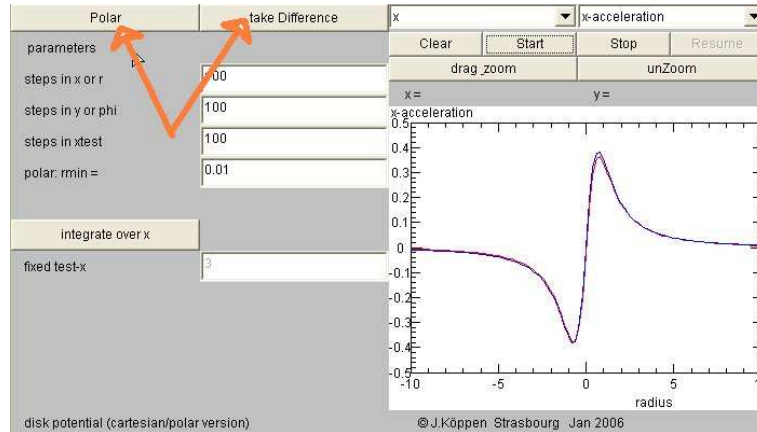 Polar
take Difference
parameters
steps in x or r
steps in y or phi
100
steps in xtest
100
polar: rmin =
0.01
integrate over x
fixed test-x
3
disk potential (cartesian/polar version)
x
x-acceleration
Clear
Start
Stop
Resume
drag_zoom
unZoom
x =
y =
x-acceleration
0.5
0.4
0.3
0.2
0.1
0
-0.1
-0.2
-0.3
-0.4
-0.5
-10
-5
0
5
radius
©J.Köppen Strasbourg Jan 2006